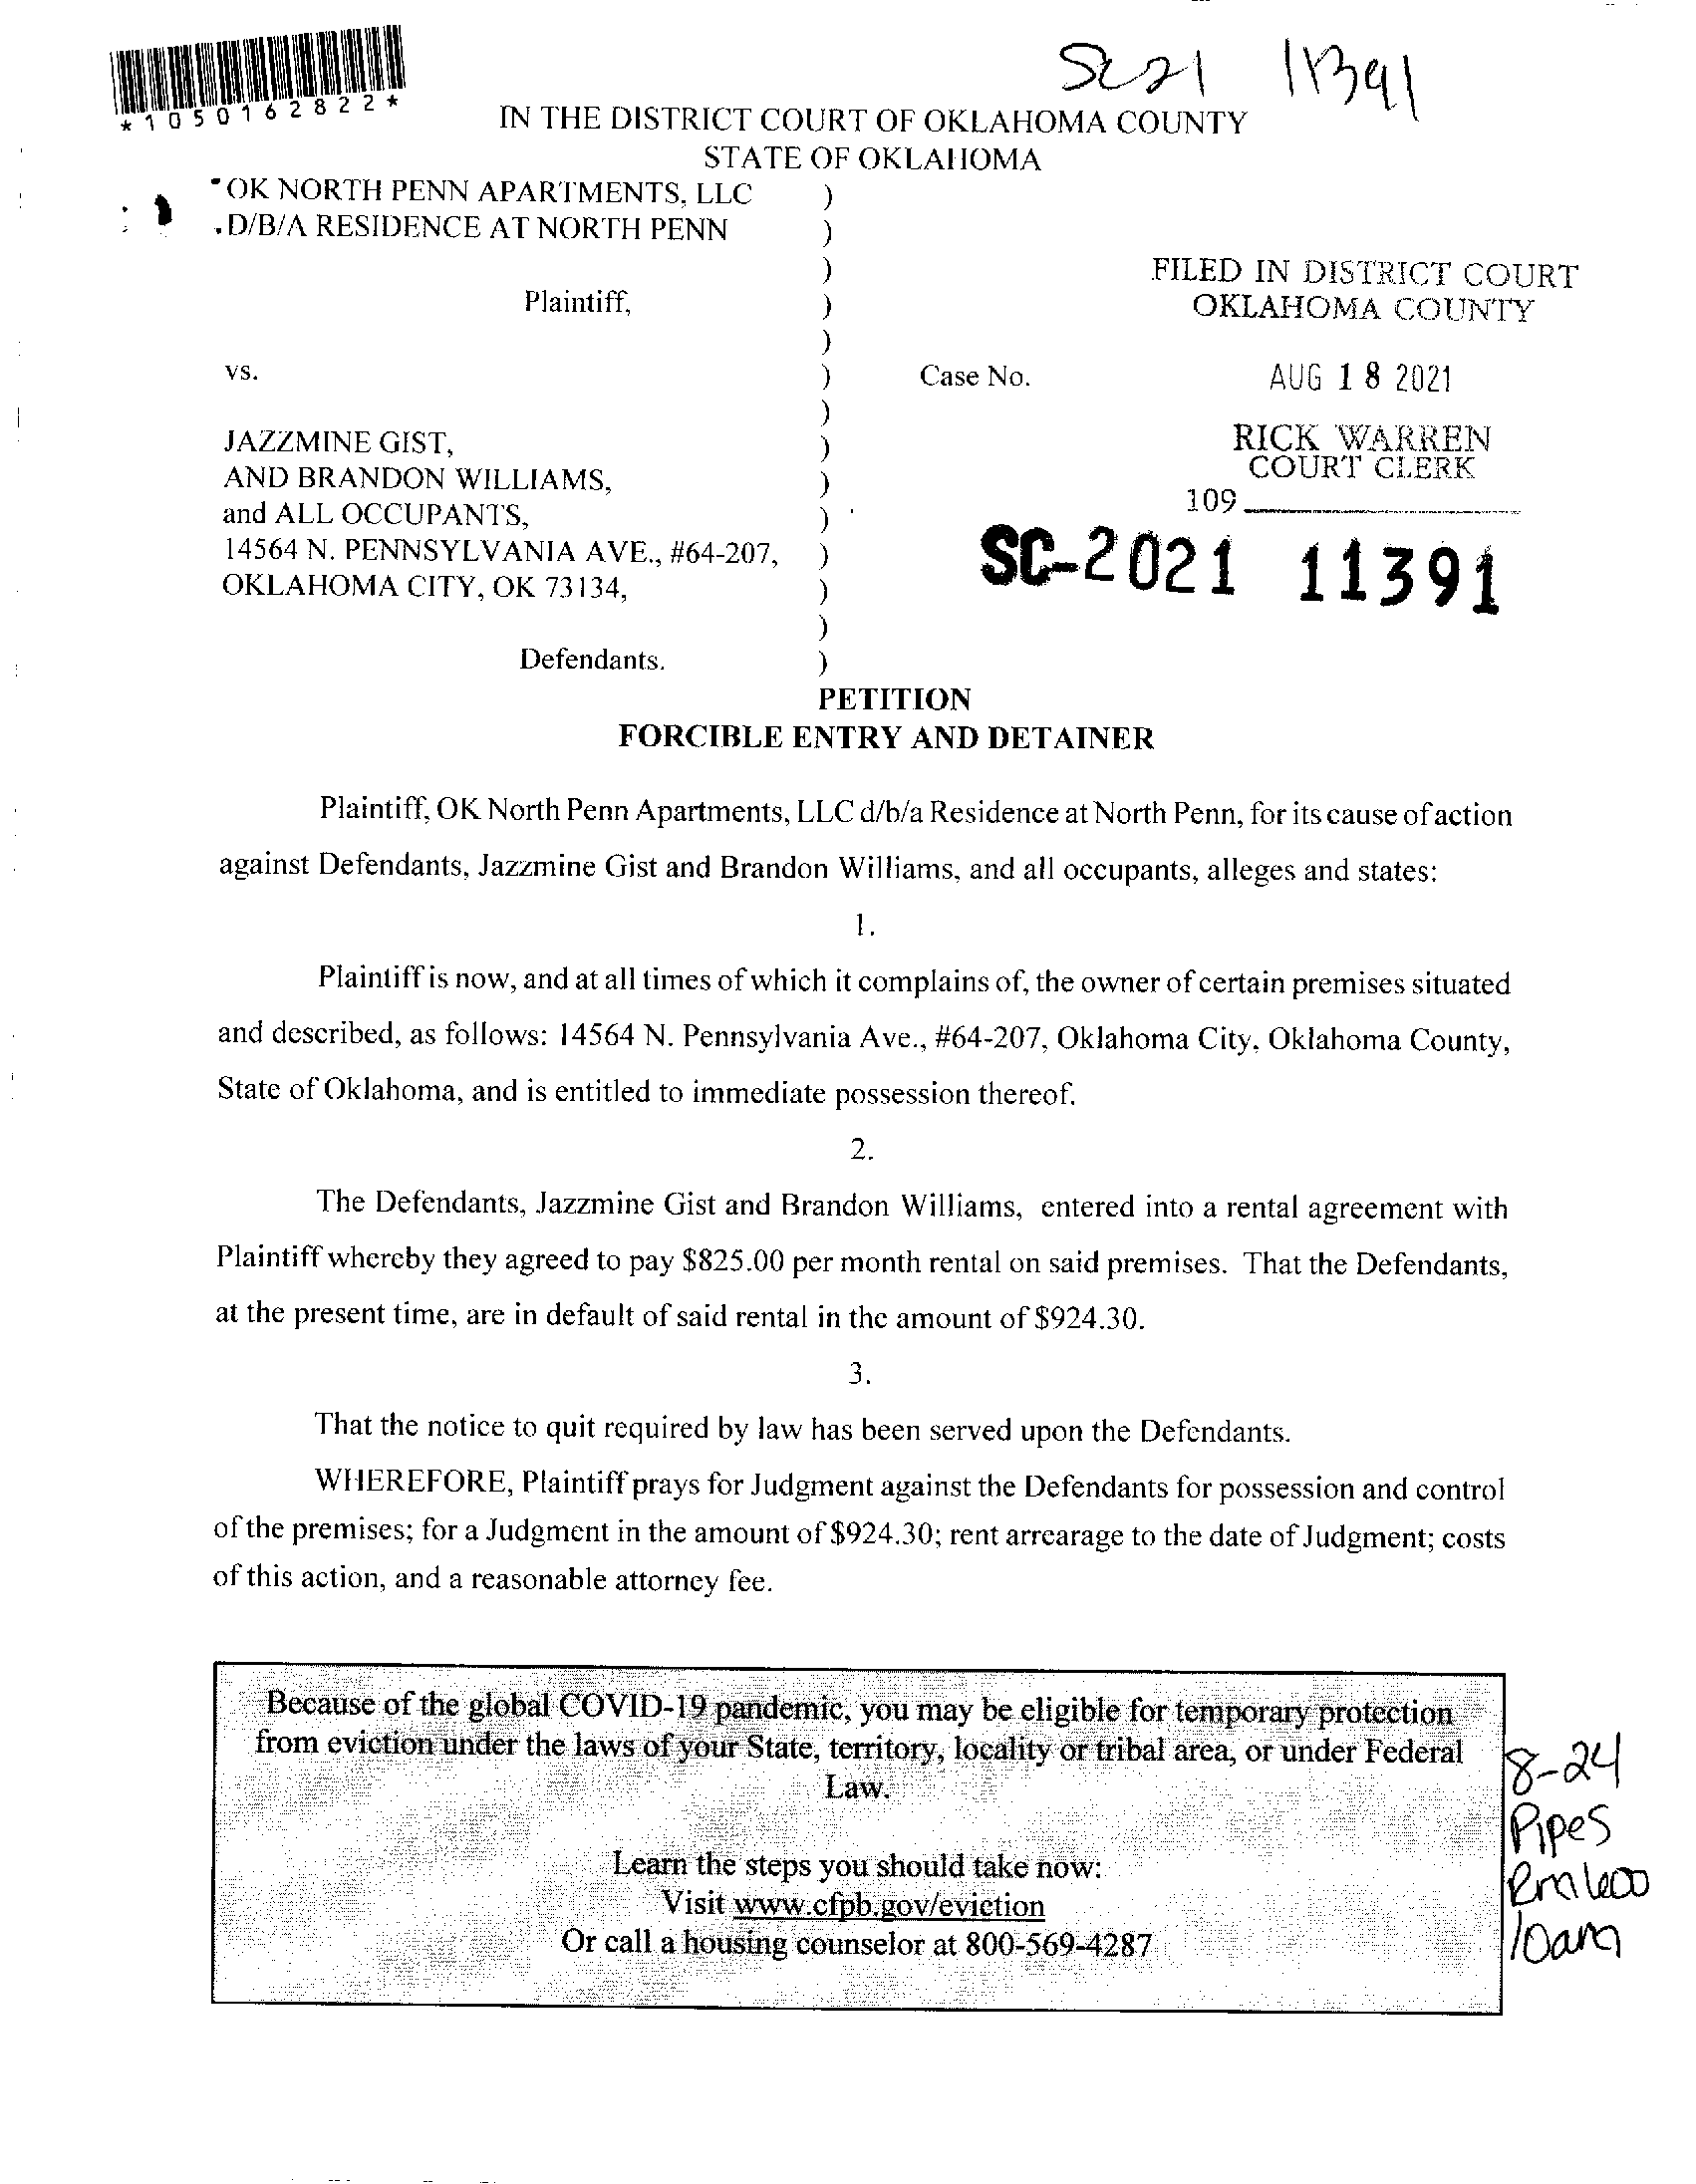 SC21 11391
*1050162822*
IN THE DISTRICT COURT OF OKLAHOMA COUNTY
STATE OF OKLAHOMA
OK NORTH PENN APARTMENTS, LLC )
D/B/A RESIDENCE AT NORTH PENN )
)
FILED IN DISTRICT COURT
OKLAHOMA COUNTY
Plaintiff, )
)
vs. ) Case No.
AUG 18 2021
)
JAZZMINE GIST, )
RICK WARREN
COURT CLERK
AND BRANDON WILLIAMS, )
109
and ALL OCCUPANTS, )
14564 N. PENNSYLVANIA AVE., #64-207, )
SC-2021 11391
OKLAHOMA CITY, OK 73134, )
)
Defendants. )
PETITION
FORCIBLE ENTRY AND DETAINER
Plaintiff, OK North Penn Apartments, LLC d/b/a Residence at North Penn, for its cause of action
against Defendants, Jazzmine Gist and Brandon Williams, and all occupants, alleges and states:
1.
Plaintiff is now, and at all times of which it complains of, the owner of certain premises situated
and described, as follows: 14564 N. Pennsylvania Ave., #64-207, Oklahoma City, Oklahoma County,
State of Oklahoma, and is entitled to immediate possession thereof.
2.
The Defendants, Jazzmine Gist and Brandon Williams, entered into a rental agreement with
Plaintiff whereby they agreed to pay $825.00 per month rental on said premises. That the Defendants,
at the present time, are in default of said rental in the amount of $924.30.
3.
That the notice to quit required by law has been served upon the Defendants.
WHEREFORE, Plaintiff prays for Judgment against the Defendants for possession and control
of the premises; for a Judgment in the amount of $924.30; rent arrearage to the date of Judgment; costs
of this action, and a reasonable attorney fee.
Because of the global COVID-19 pandemic, you may be eligible for temporary protection
from eviction under the laws of your State, territory, locality or tribal area, or under Federal
Law.
Learn the steps you should take now:
Visit www.cfpb.gov/eviction
Or call a housing counselor at 800-569-4287
8-24
Pipes
Rm 600
10am